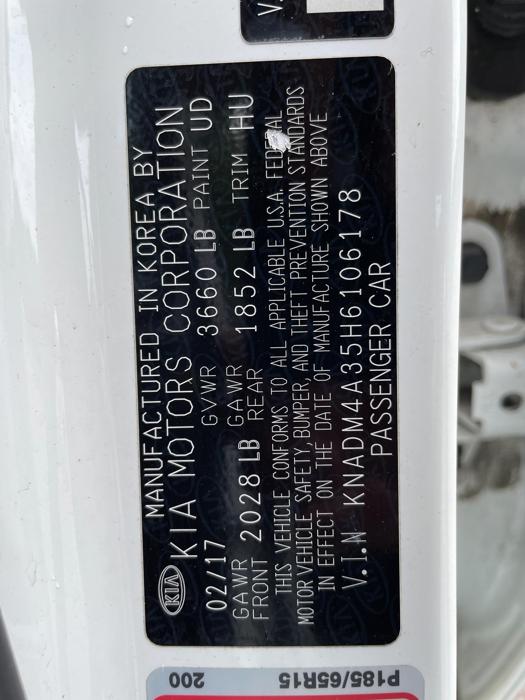 MANUFACTURED IN KOREA BY
KIA KIA MOTORS CORPORATION
02/17 GVWR 3660 LB PAINT UD
GAWR FRONT 2028 LB GAWR REAR 1852 LB TRIM HU
THIS VEHICLE CONFORMS TO ALL APPLICABLE U.S.A. FEDERAL
MOTOR VEHICLE SAFETY, BUMPER, AND THEFT PREVENTION STANDARDS
IN EFFECT ON THE DATE OF MANUFACTURE SHOWN ABOVE
V.I.N KNADM4A35H6106178
PASSENGER CAR
P185/65R15
200